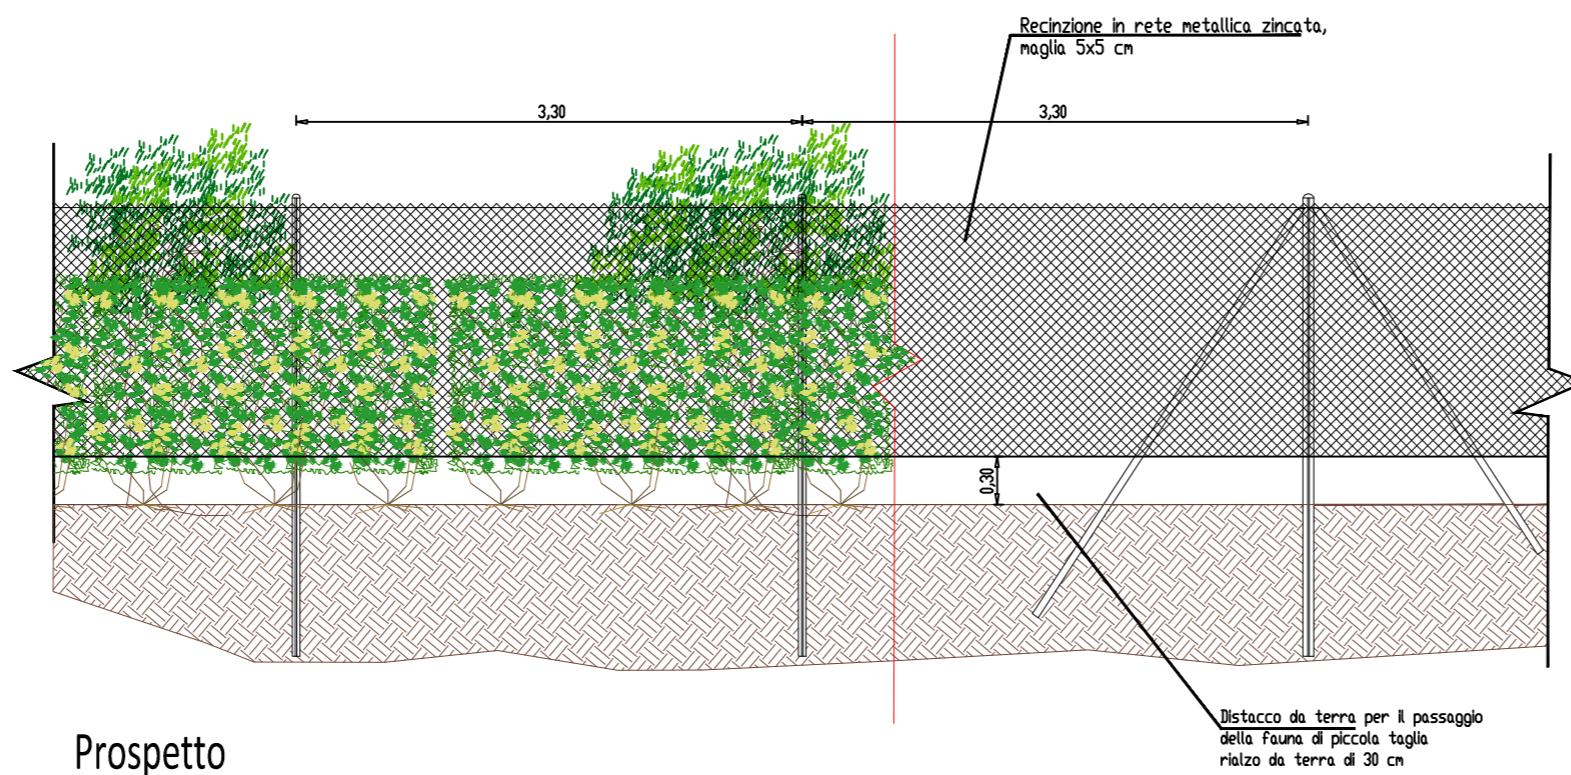 Recinzione in rete metallica zincata,
maglia 5x5 cm
3,30
3,30
0,30
Distacco da terra per il passaggio
della fauna di piccola taglia
rialzo da terra di 30 cm
Prospetto